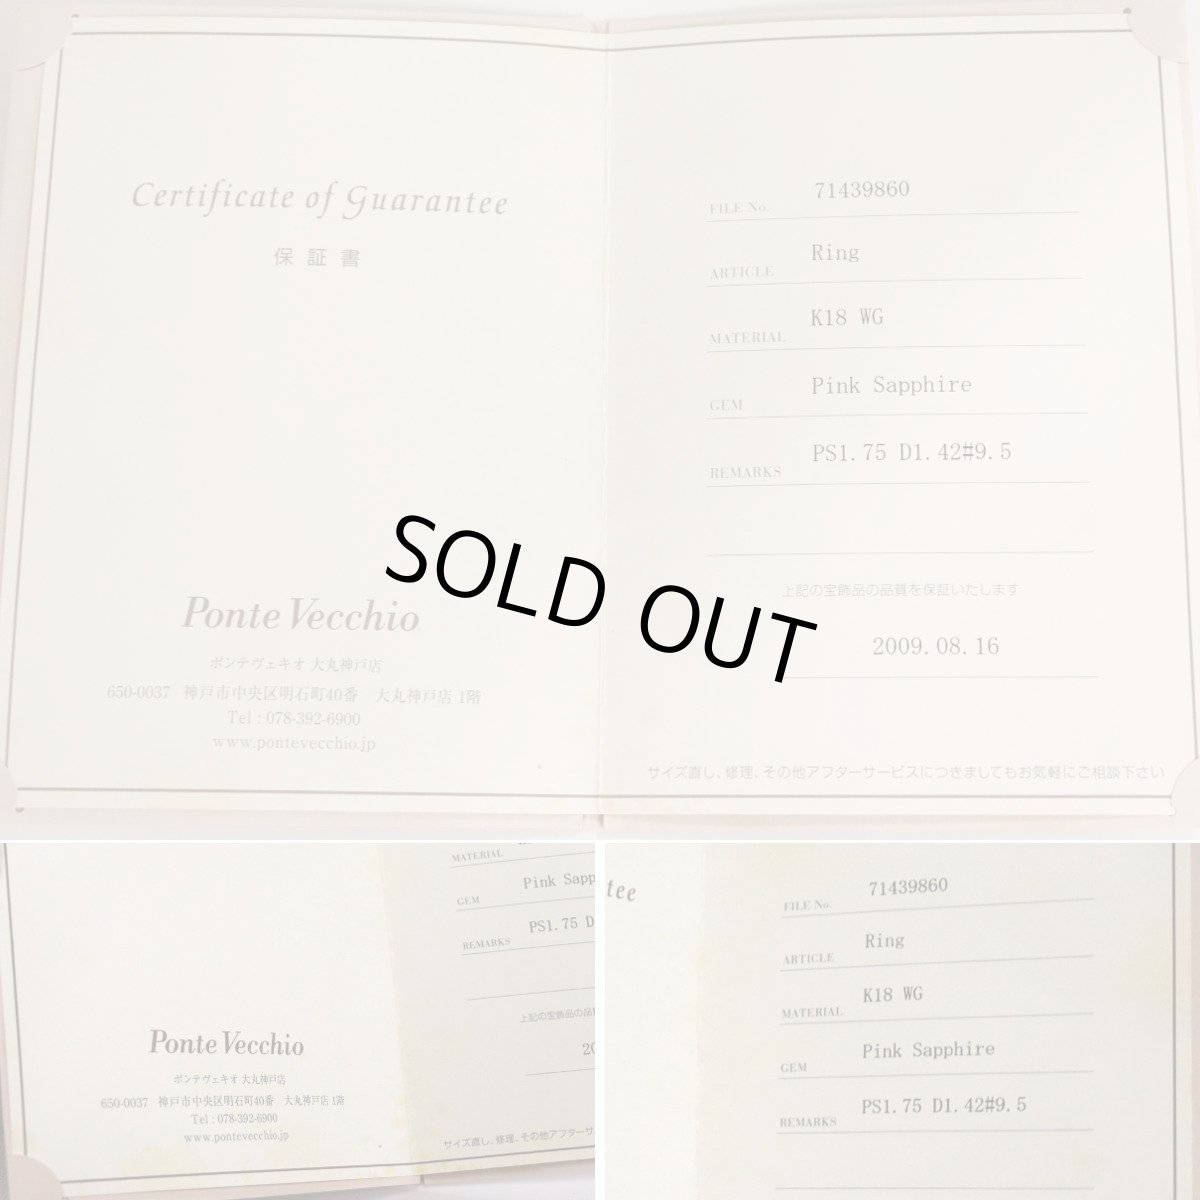 Certificate of Guarantee
保証書
Ponte Vecchio
ポンテヴェキオ 大丸神戸店
650-0037 神戸市中央区明石町40番 大丸神戸店 1階
Tel : 078-392-6900
www.pontevecchio.jp
71439860
FILE No.
Ring
ARTICLE
K18 WG
MATERIAL
Pink Sapphire
GEM
PS1.75 D1.42#9.5
REMARKS
上記の宝飾品の品質を保証いたします
2009.08.16
サイズ直し、修理、その他アフターサービスにつきましてもお気軽にご相談下さい
SOLD OUT
MATERIAL
Pink Sapp
GEM
PS1.75 D
REMARKS
上記の宝飾品の品
20
Ponte Vecchio
ポンテヴェキオ 大丸神戸店
650-0037 神戸市中央区明石町40番 大丸神戸店 1階
Tel : 078-392-6900
www.pontevecchio.jp
サイズ直し、修理、その他アフターサ
tee
71439860
FILE No.
Ring
ARTICLE
K18 WG
MATERIAL
Pink Sapphire
GEM
PS1.75 D1.42#9.5
REMARKS